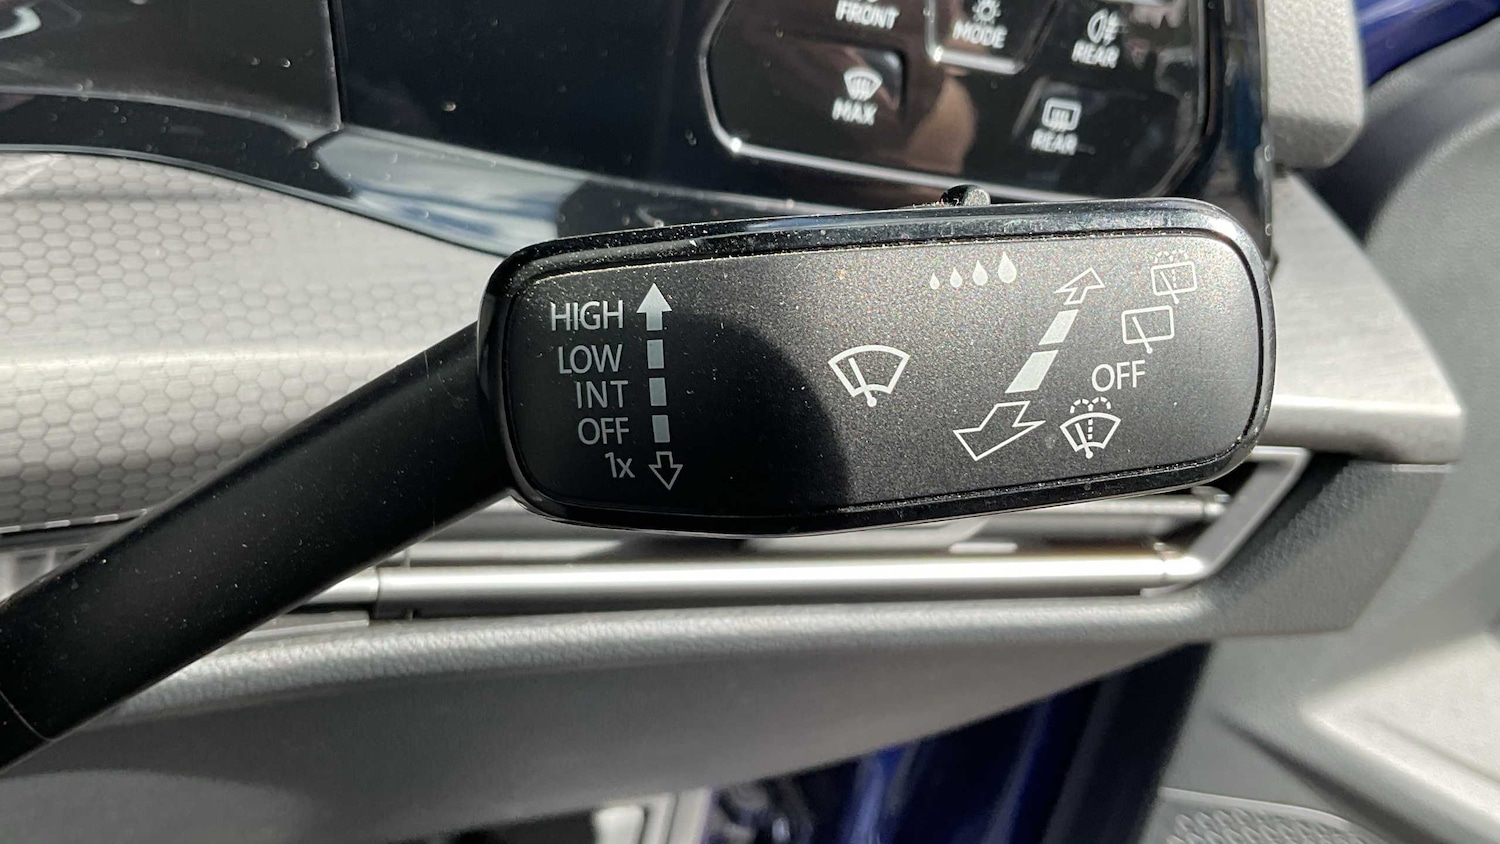 FRONT
MODE
REAR
MAX
REAR
HIGH
LOW
INT
OFF
1x
OFF